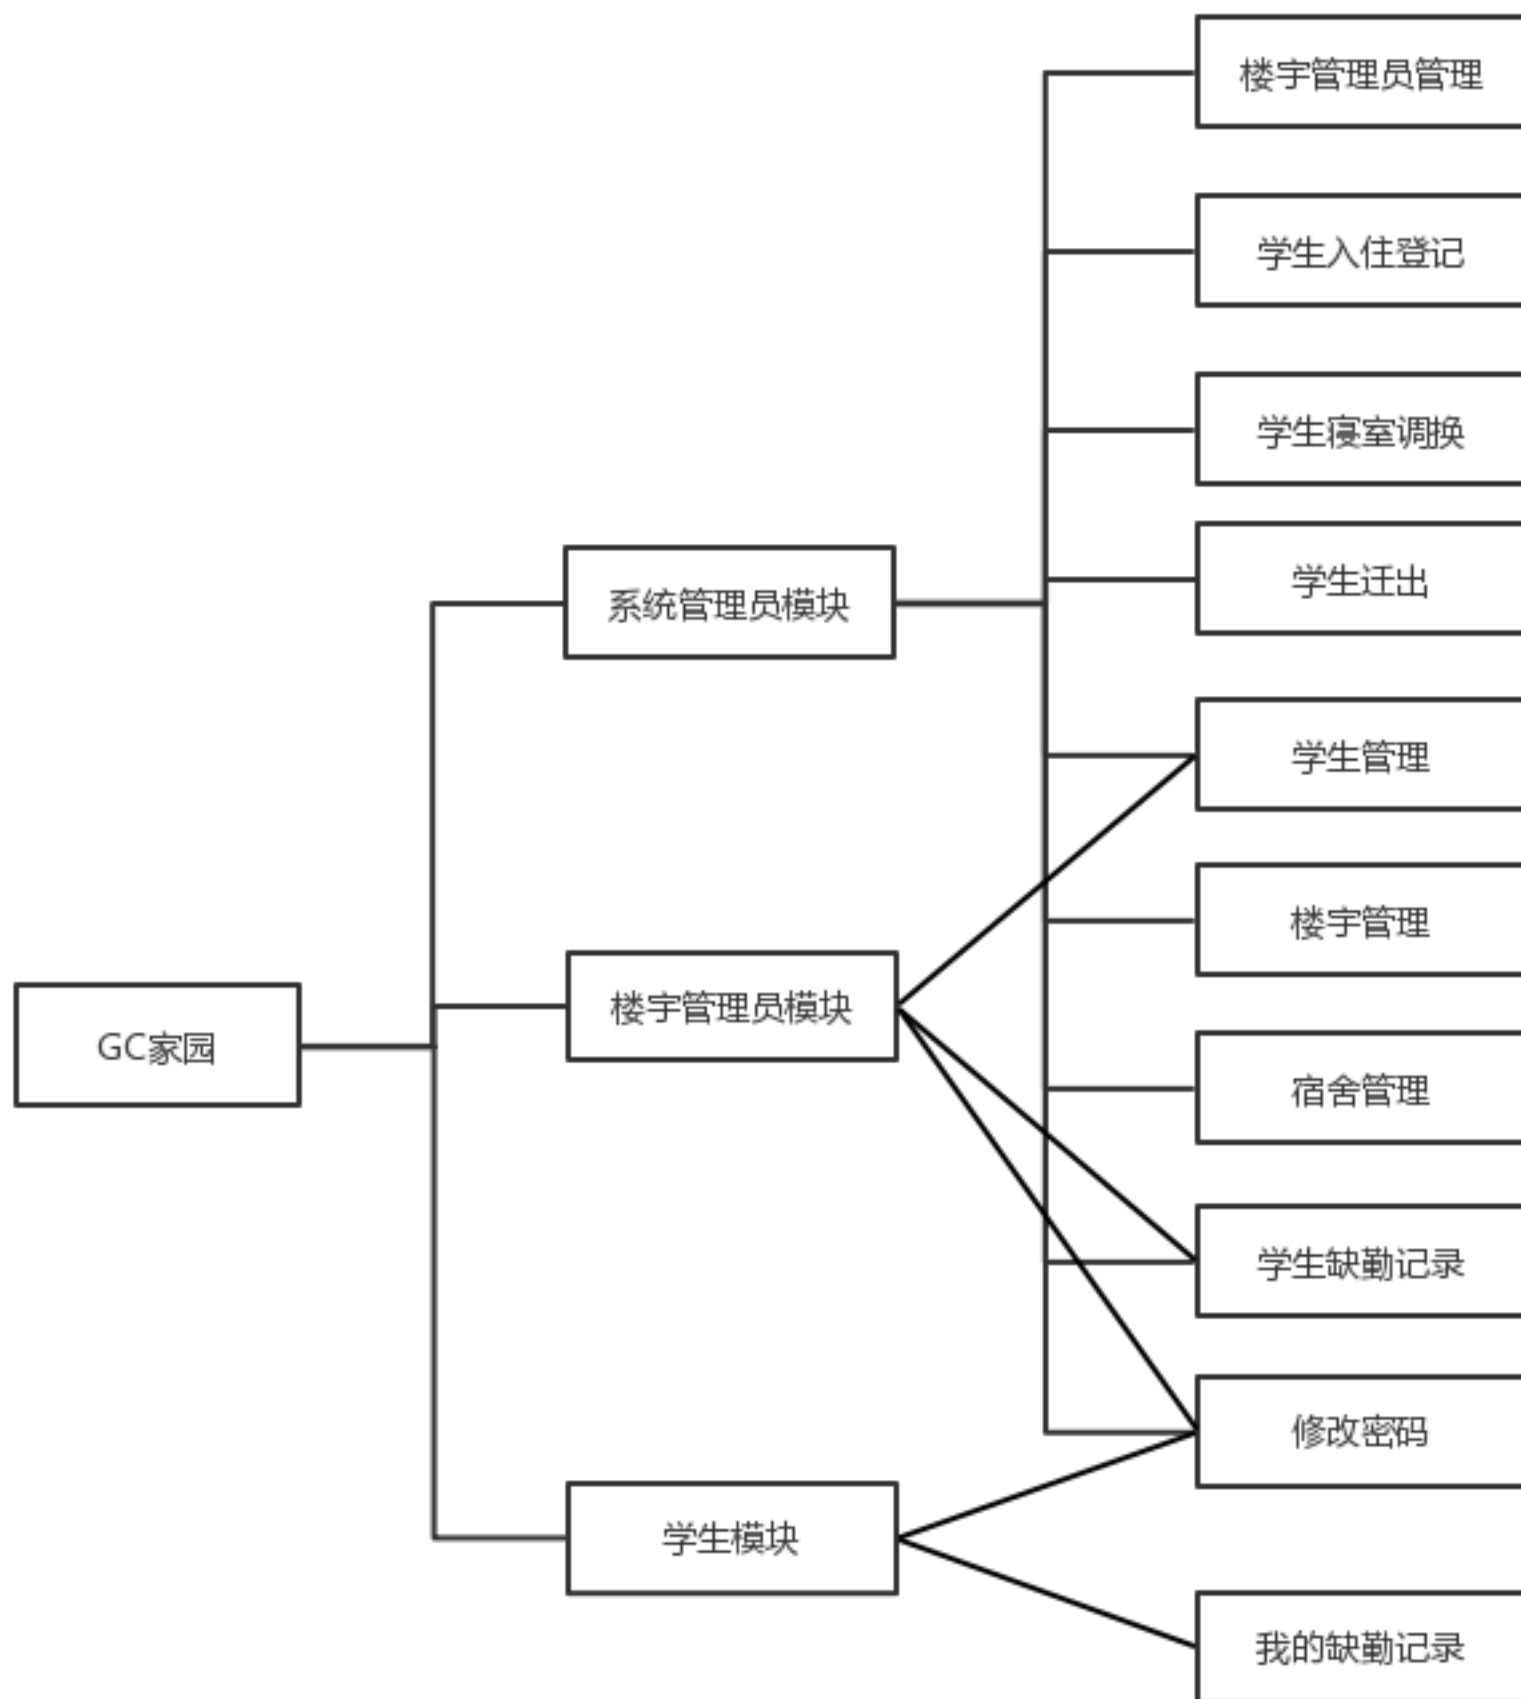 楼宇管理员管理
学生入住登记
学生寝室调换
学生迁出
系统管理员模块
学生管理
楼宇管理
楼宇管理员模块
GC家园
宿舍管理
学生缺勤记录
修改密码
学生模块
我的缺勤记录